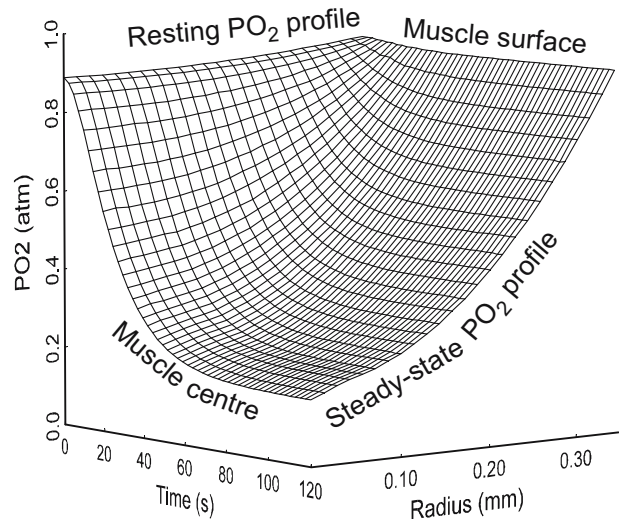 Resting PO₂ profile
Muscle surface
1.0
0.8
0.6
0.4
0.2
0.0
PO2 (atm)
Muscle centre
Steady-state PO₂ profile
0
20
40
60
80
100
120
Time (s)
0.10
0.20
0.30
Radius (mm)